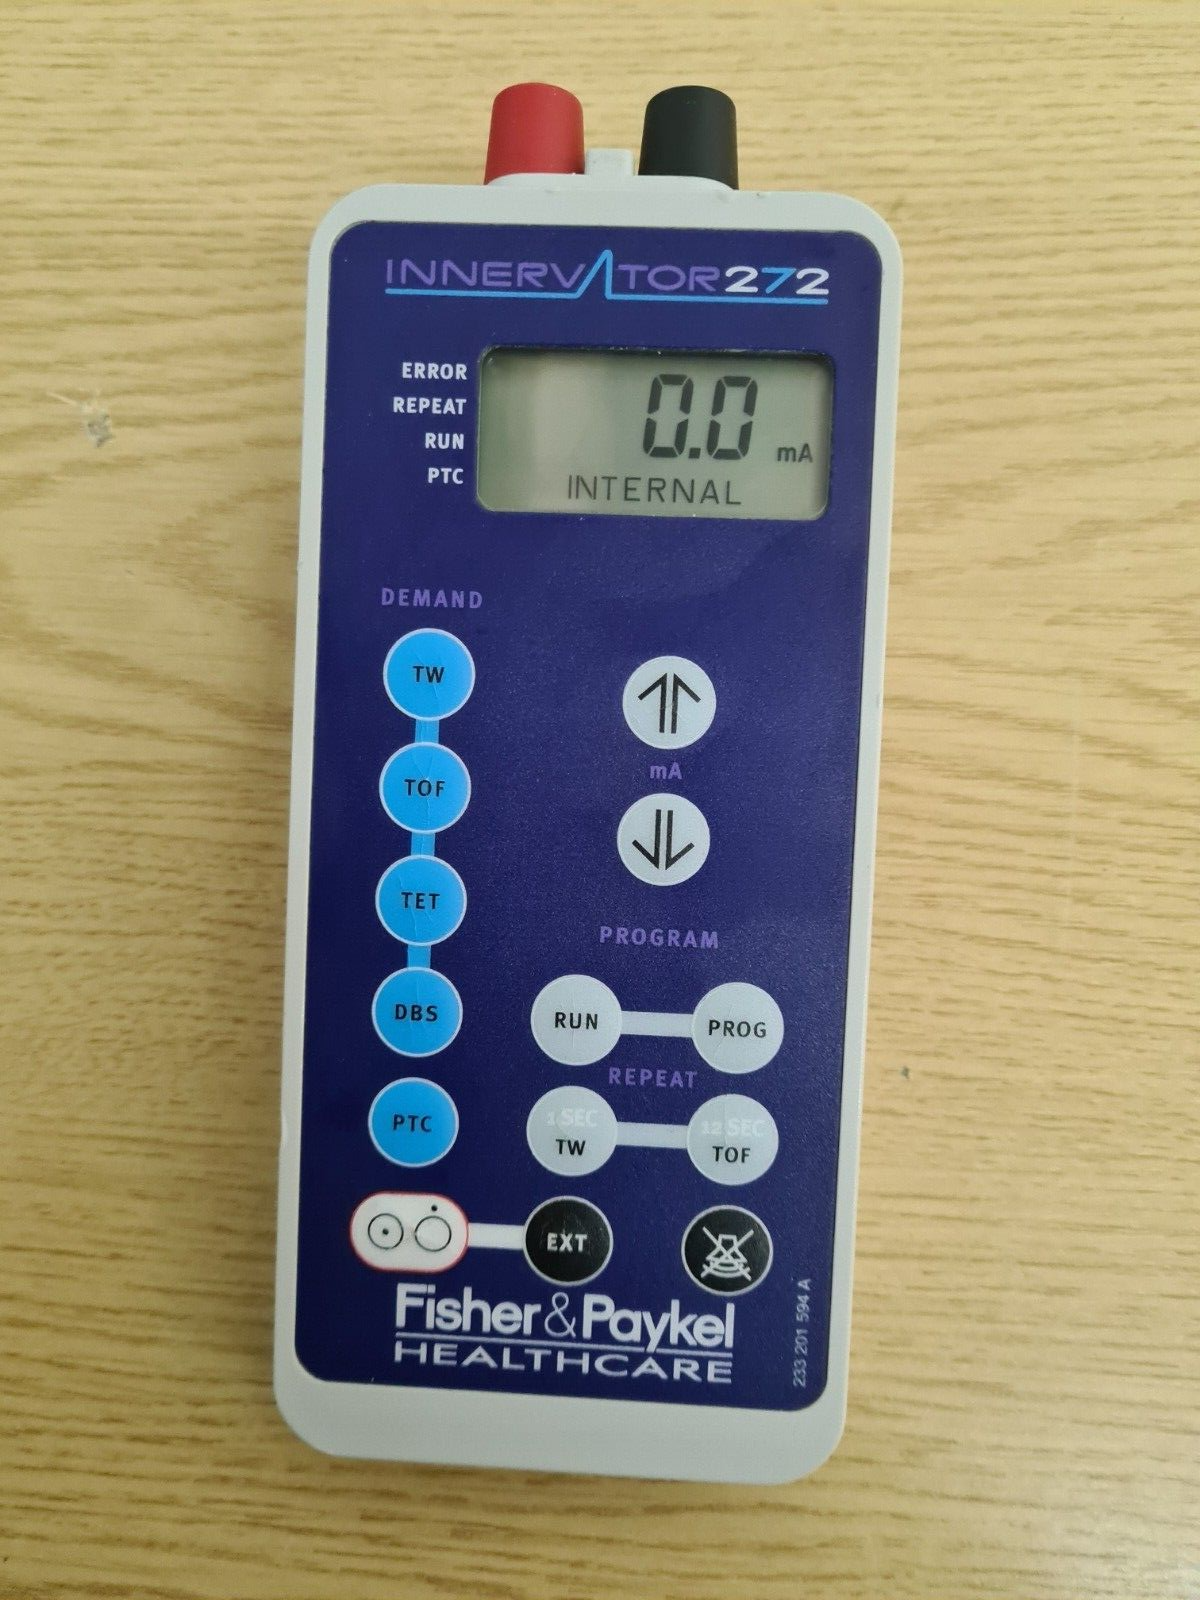 INNERVATOR272
ERROR
REPEAT
RUN
PTC
0.0 mA
INTERNAL
DEMAND
TW
TOF
TET
DBS
PTC
mA
PROGRAM
RUN
PROG
REPEAT
1 SEC
TW
12 SEC
TOF
EXT
Fisher&Paykel
HEALTHCARE
233 201 594 A